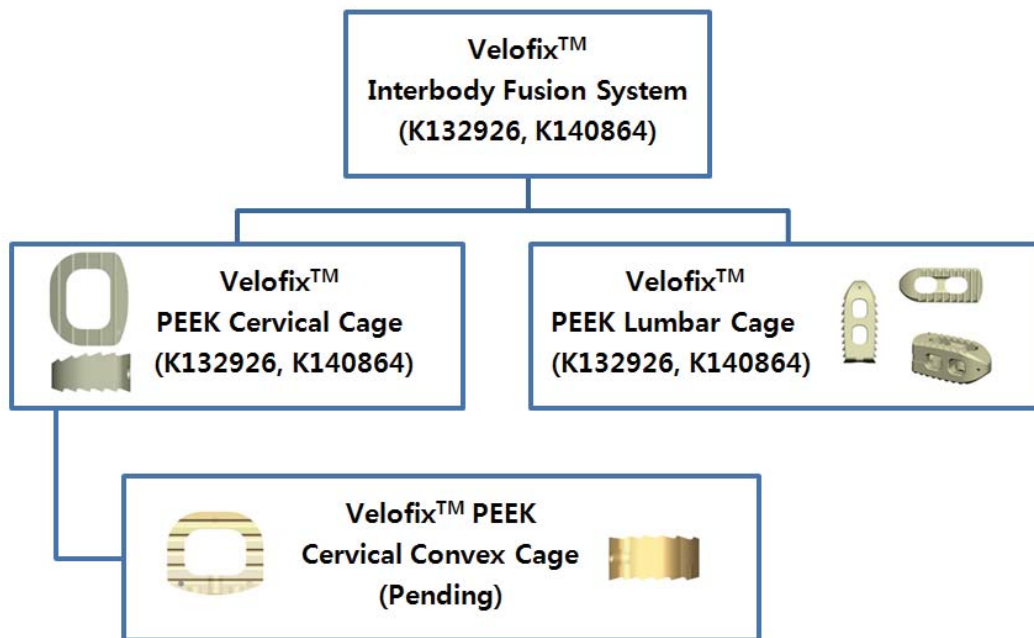 Velofix™
Interbody Fusion System
(K132926, K140864)
Velofix™
PEEK Cervical Cage
(K132926, K140864)
Velofix™
PEEK Lumbar Cage
(K132926, K140864)
Velofix™ PEEK
Cervical Convex Cage
(Pending)